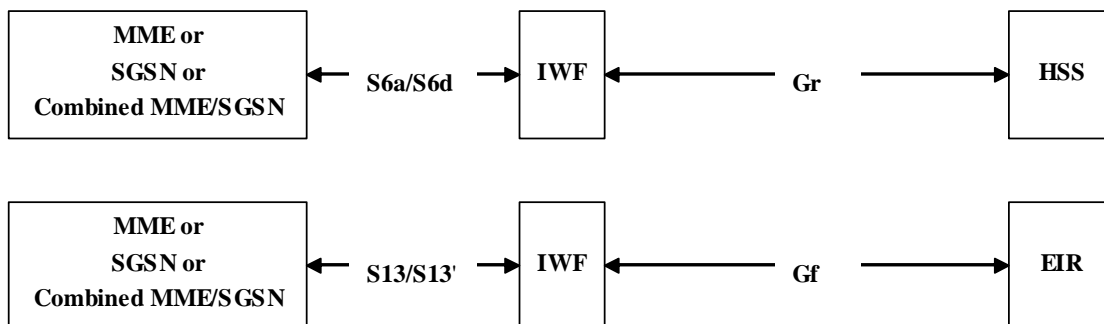 MME or
SGSN or
Combined MME/SGSN
S6a/S6d
IWF
Gr
HSS
MME or
SGSN or
Combined MME/SGSN
S13/S13'
IWF
Gf
EIR